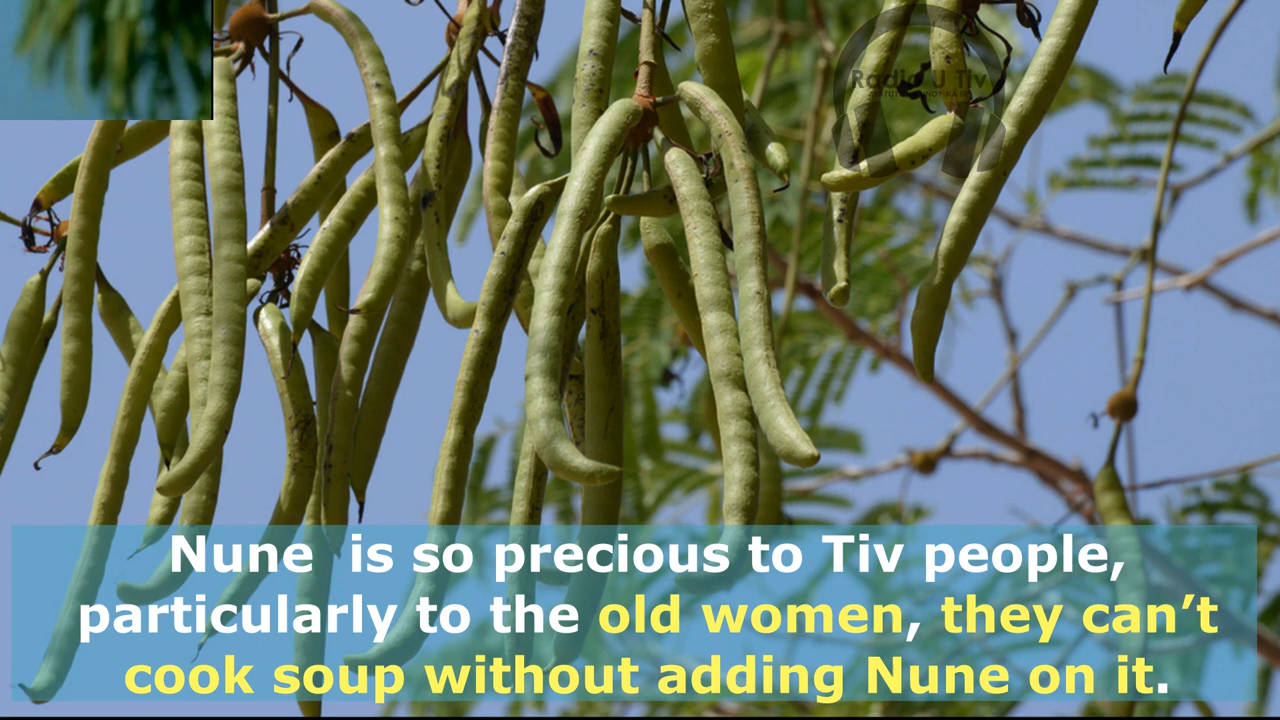 Radio U Tiv
Nune  is so precious to Tiv people,
particularly to the old women, they can’t
cook soup without adding Nune on it.